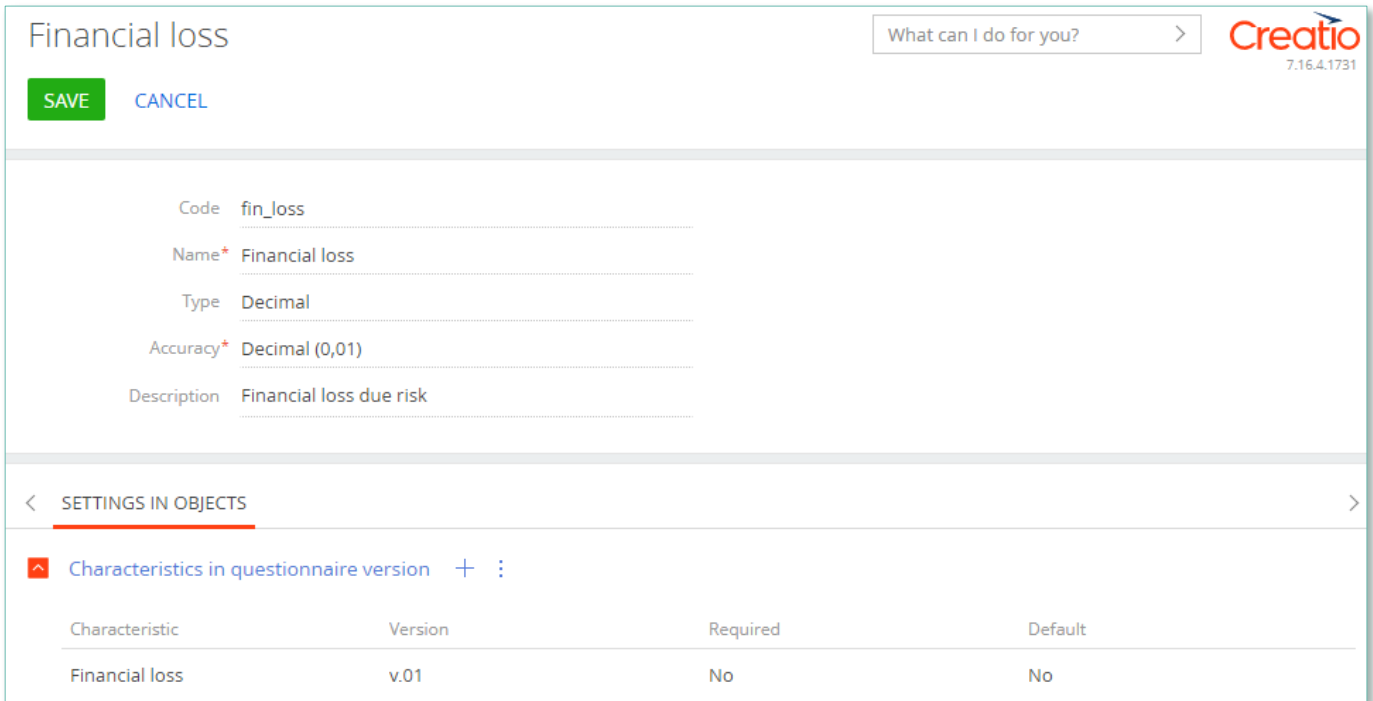 Financial loss
What can I do for you?
Creatio
7.16.4.1731
SAVE CANCEL
Code fin_loss
Name* Financial loss
Type Decimal
Accuracy* Decimal (0,01)
Description Financial loss due risk
SETTINGS IN OBJECTS
Characteristics in questionnaire version
Characteristic Version Required Default
Financial loss v.01 No No